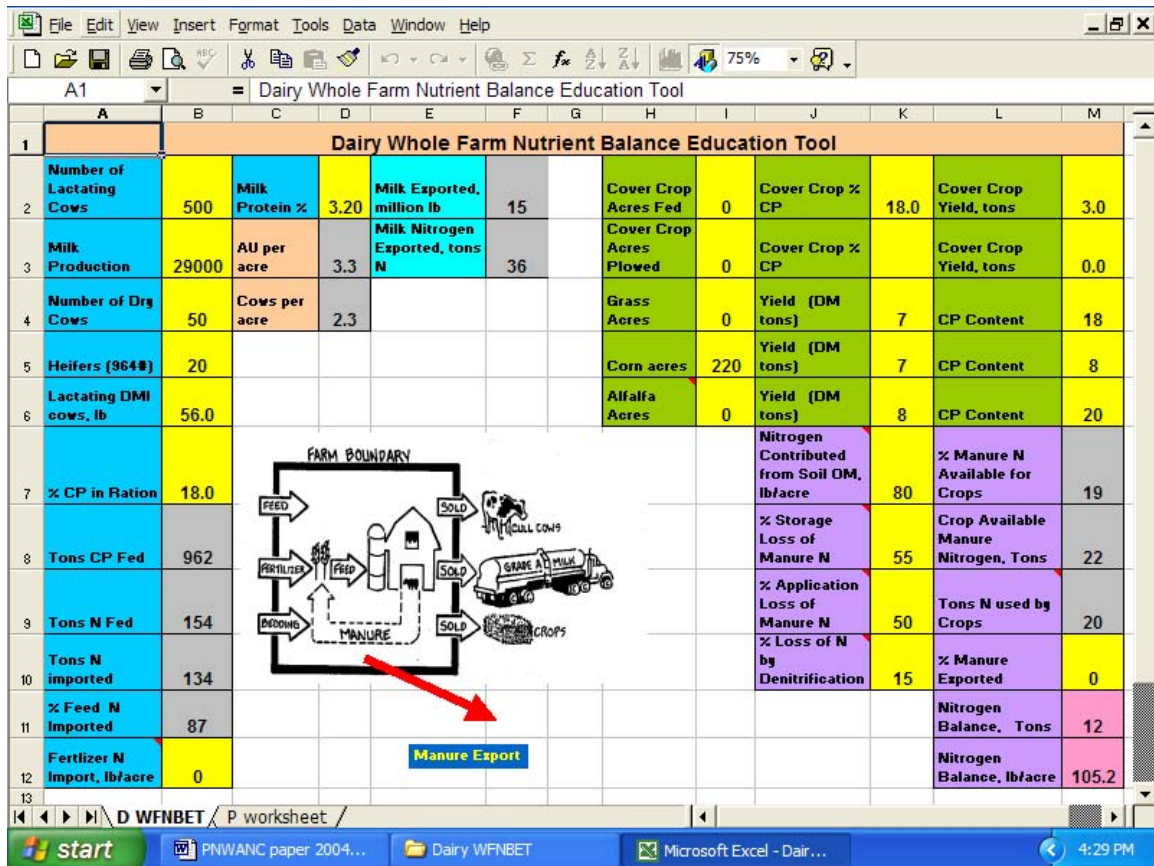 File Edit View Insert Format Tools Data Window Help
75%
A1 = Dairy Whole Farm Nutrient Balance Education Tool
A B C D E F G H I J K L M
1 Dairy Whole Farm Nutrient Balance Education Tool
2 Number of Lactating Cows 500 Milk Protein % 3.20 Milk Exported, million lb 15 Cover Crop Acres Fed 0 Cover Crop % CP 18.0 Cover Crop Yield, tons 3.0
3 Milk Production 29000 AU per acre 3.3 Milk Nitrogen Exported, tons N 36 Cover Crop Acres Plowed 0 Cover Crop % CP Cover Crop Yield, tons 0.0
4 Number of Dry Cows 50 Cows per acre 2.3 Grass Acres 0 Yield (DM tons) 7 CP Content 18
5 Heifers (964#) 20 Corn acres 220 Yield (DM tons) 7 CP Content 8
6 Lactating DMI cows, lb 56.0 Alfalfa Acres 0 Yield (DM tons) 8 CP Content 20
7 % CP in Ration 18.0 Nitrogen Contributed from Soil OM, lb/acre 80 % Manure N Available for Crops 19
8 Tons CP Fed 962 % Storage Loss of Manure N 55 Crop Available Manure Nitrogen, Tons 22
9 Tons N Fed 154 % Application Loss of Manure N 50 Tons N used by Crops 20
10 Tons N imported 134 % Loss of N by Denitrification 15 % Manure Exported 0
11 % Feed N Imported 87 Nitrogen Balance, Tons 12
12 Fertlizer N Import, lb/acre 0 Nitrogen Balance, lb/acre 105.2
13
FARM BOUNDARY
FEED
SOLD
CULL COWS
FERTILIZER
FEED
SOLD
GRADE A MILK
BEDDING
MANURE
SOLD
CROPS
Manure Export
D WFNBET P worksheet
start PNWANC paper 2004... Dairy WFNBET Microsoft Excel - Dair... 4:29 PM